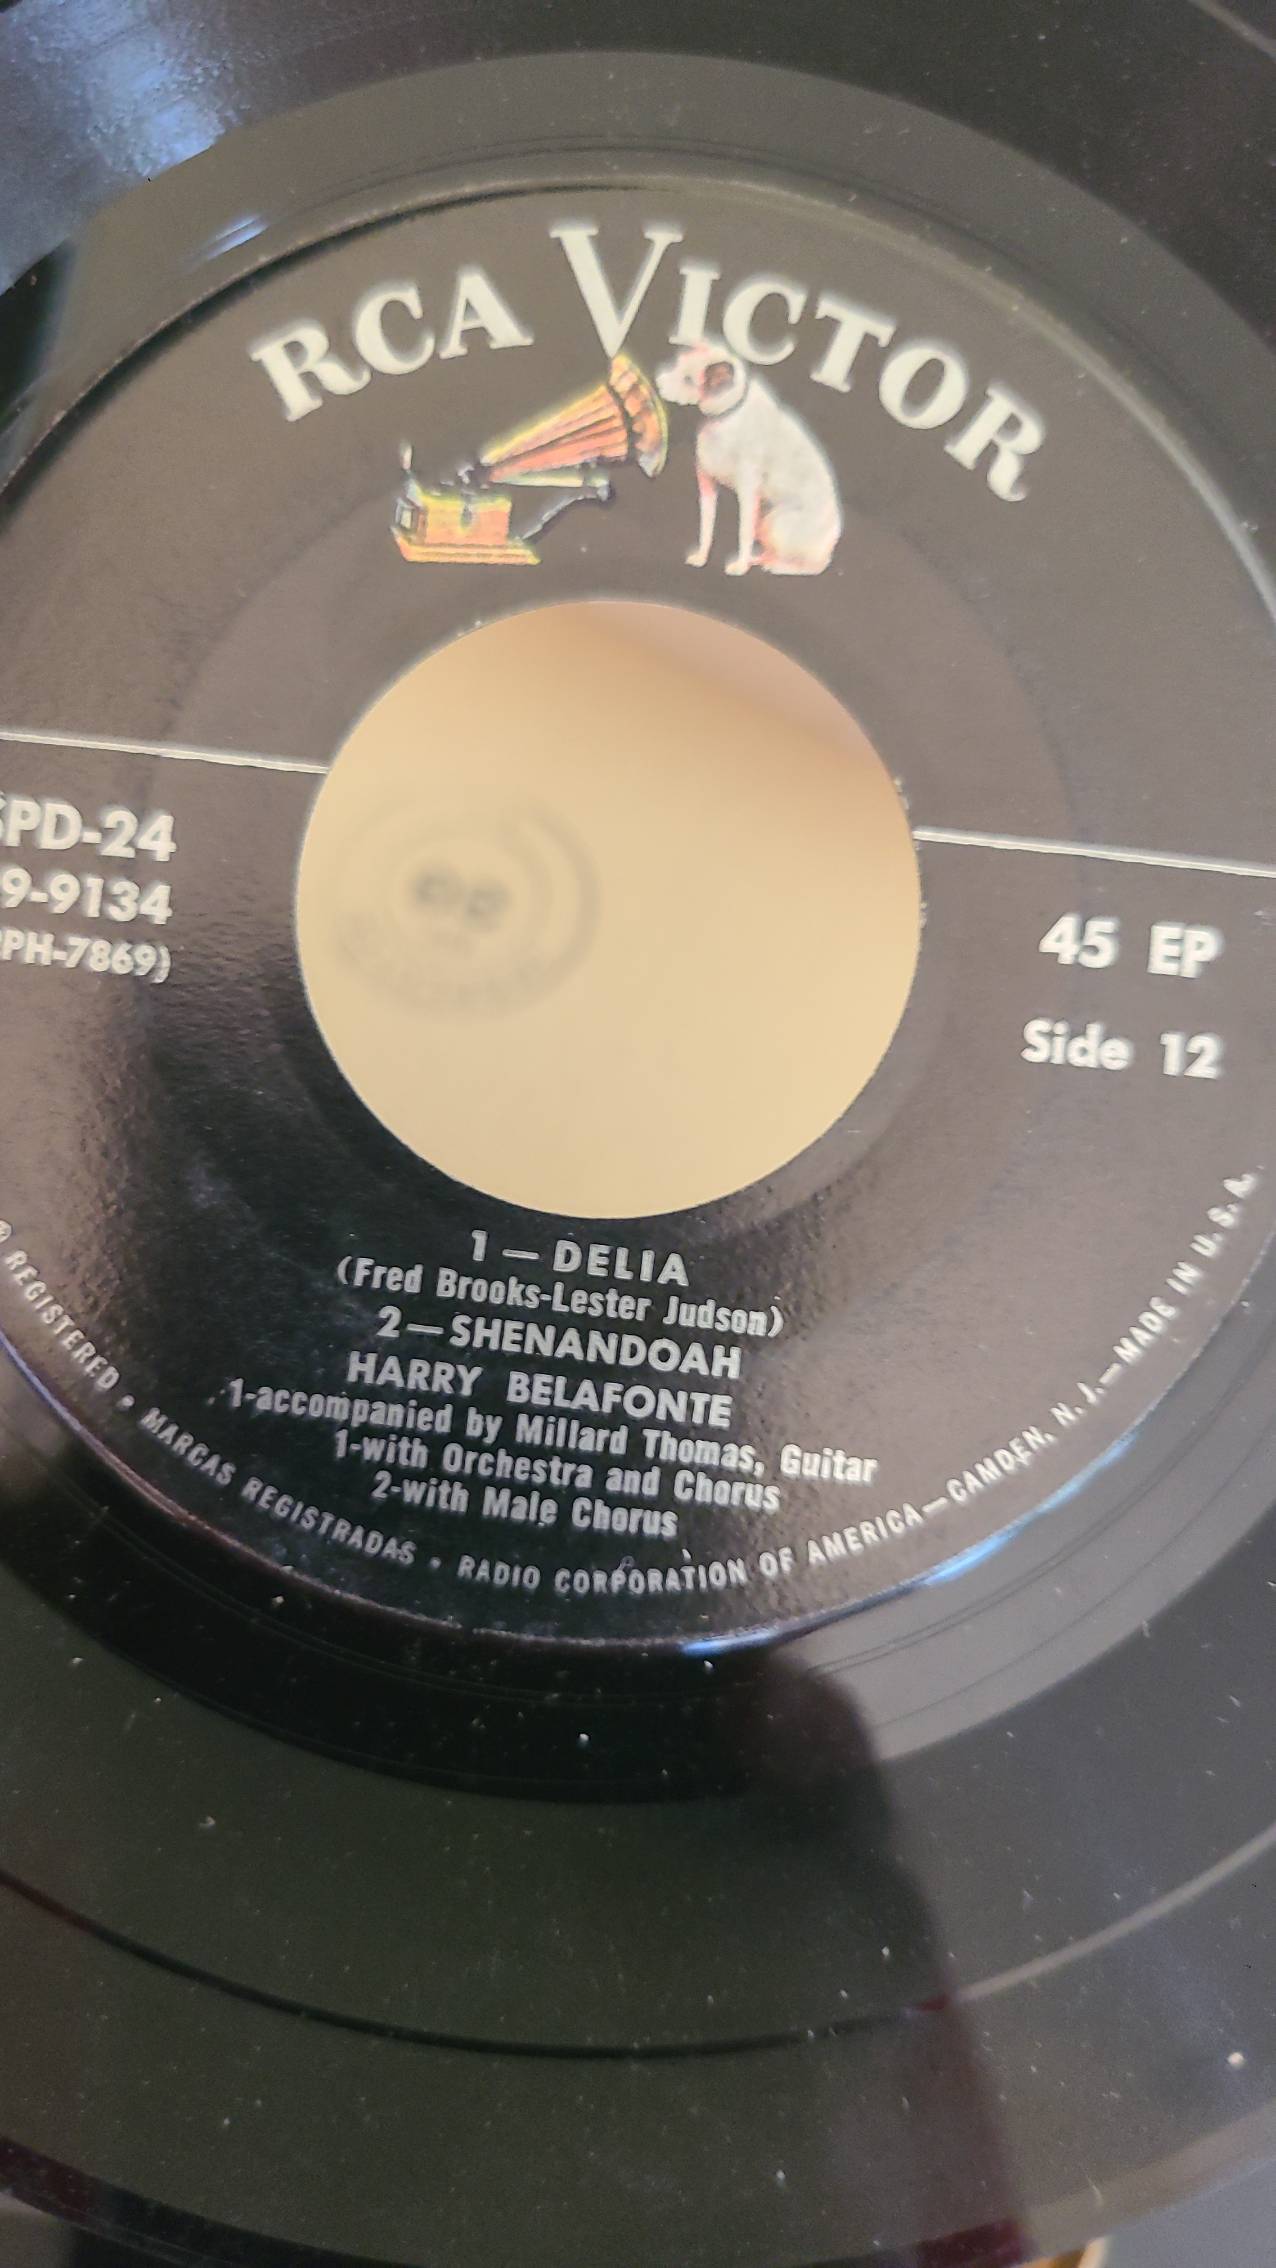 RCA VICTOR
SPD-24
9-9134
PH-7869)
45 EP
Side 12
1 — DELIA
(Fred Brooks-Lester Judson)
2 — SHENANDOAH
HARRY BELAFONTE
1-accompanied by Millard Thomas, Guitar
1-with Orchestra and Chorus
2-with Male Chorus
® REGISTERED • MARCAS REGISTRADAS • RADIO CORPORATION OF AMERICA—CAMDEN, N. J.—MADE IN U. S. A.